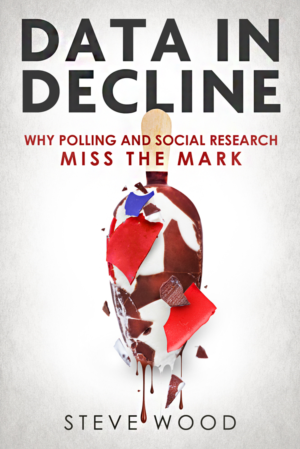 DATA IN
DECLINE
WHY POLLING AND SOCIAL RESEARCH
MISS THE MARK
STEVE WOOD